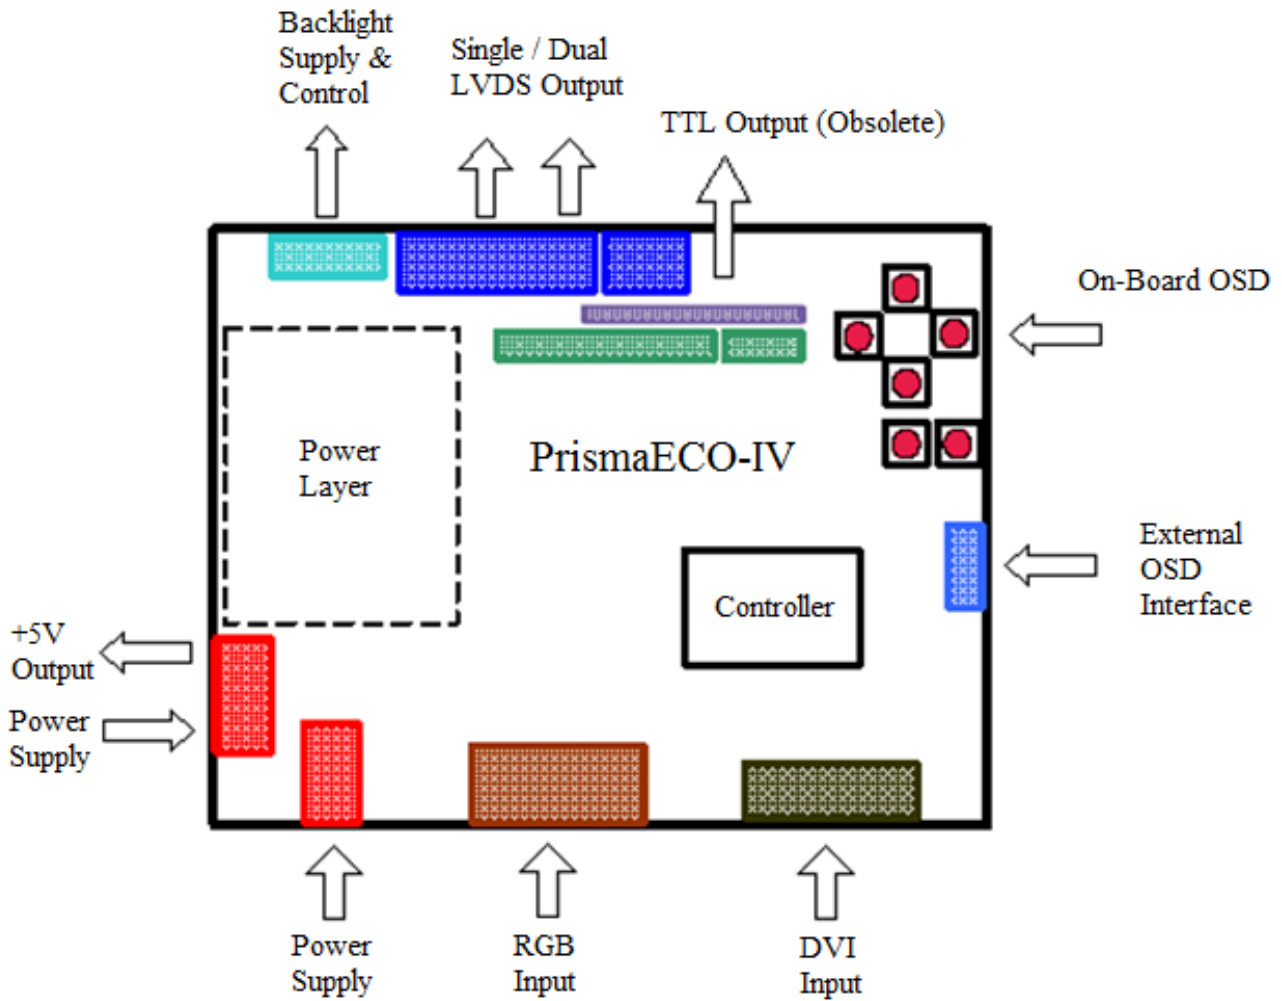 Backlight
Supply &
Control
Single / Dual
LVDS Output
TTL Output (Obsolete)
On-Board OSD
Power
Layer
PrismaECO-IV
External
OSD
Interface
Controller
+5V
Output
Power
Supply
Power
Supply
RGB
Input
DVI
Input